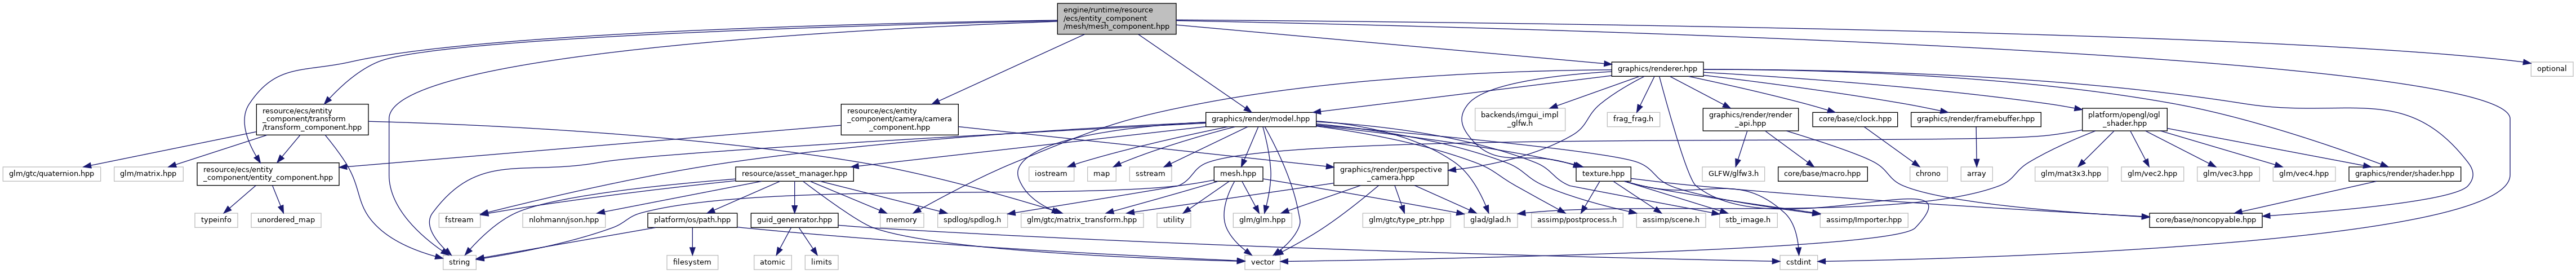 engine/runtime/resource
/ecs/entity_component
/mesh/mesh_component.hpp
graphics/renderer.hpp
optional
resource/ecs/entity
_component/transform
/transform_component.hpp
resource/ecs/entity
_component/camera/camera
_component.hpp
graphics/render/model.hpp
backends/imgui_impl
_glfw.h
frag_frag.h
graphics/render/render
_api.hpp
core/base/clock.hpp
graphics/render/framebuffer.hpp
platform/opengl/ogl
_shader.hpp
glm/gtc/quaternion.hpp
glm/matrix.hpp
resource/ecs/entity
_component/entity_component.hpp
resource/asset_manager.hpp
iostream
map
sstream
mesh.hpp
graphics/render/perspective
_camera.hpp
texture.hpp
GLFW/glfw3.h
core/base/macro.hpp
chrono
array
glm/mat3x3.hpp
glm/vec2.hpp
glm/vec3.hpp
glm/vec4.hpp
graphics/render/shader.hpp
typeinfo
unordered_map
fstream
nlohmann/json.hpp
platform/os/path.hpp
guid_genenrator.hpp
memory
spdlog/spdlog.h
glm/gtc/matrix_transform.hpp
utility
glm/glm.hpp
glm/gtc/type_ptr.hpp
glad/glad.h
assimp/postprocess.h
assimp/scene.h
stb_image.h
assimp/Importer.hpp
core/base/noncopyable.hpp
string
filesystem
atomic
limits
vector
cstdint